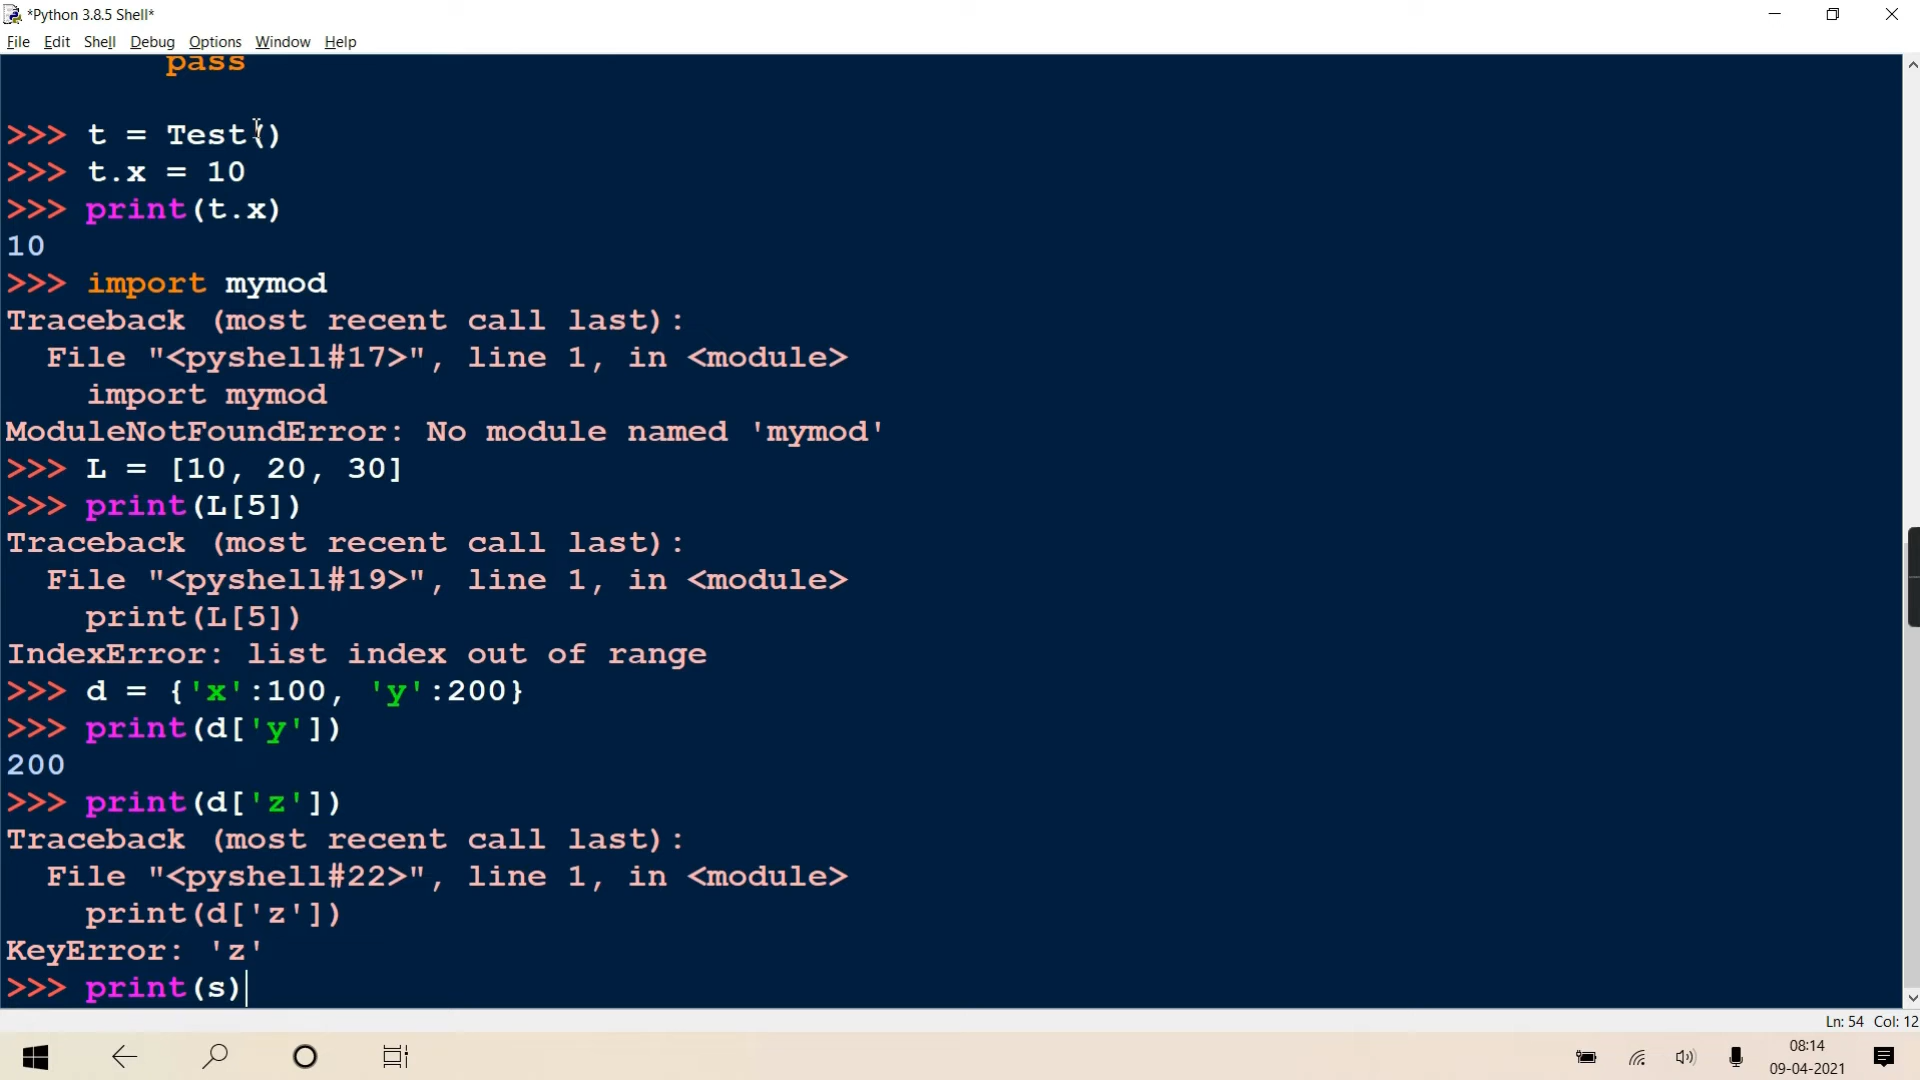 *Python 3.8.5 Shell*
File Edit Shell Debug Options Window Help
        pass

>>> t = Test()
>>> t.x = 10
>>> print(t.x)
10
>>> import mymod
Traceback (most recent call last):
  File "<pyshell#17>", line 1, in <module>
    import mymod
ModuleNotFoundError: No module named 'mymod'
>>> L = [10, 20, 30]
>>> print(L[5])
Traceback (most recent call last):
  File "<pyshell#19>", line 1, in <module>
    print(L[5])
IndexError: list index out of range
>>> d = {'x':100, 'y':200}
>>> print(d['y'])
200
>>> print(d['z'])
Traceback (most recent call last):
  File "<pyshell#22>", line 1, in <module>
    print(d['z'])
KeyError: 'z'
>>> print(s)
Ln: 54 Col: 12
08:14
09-04-2021